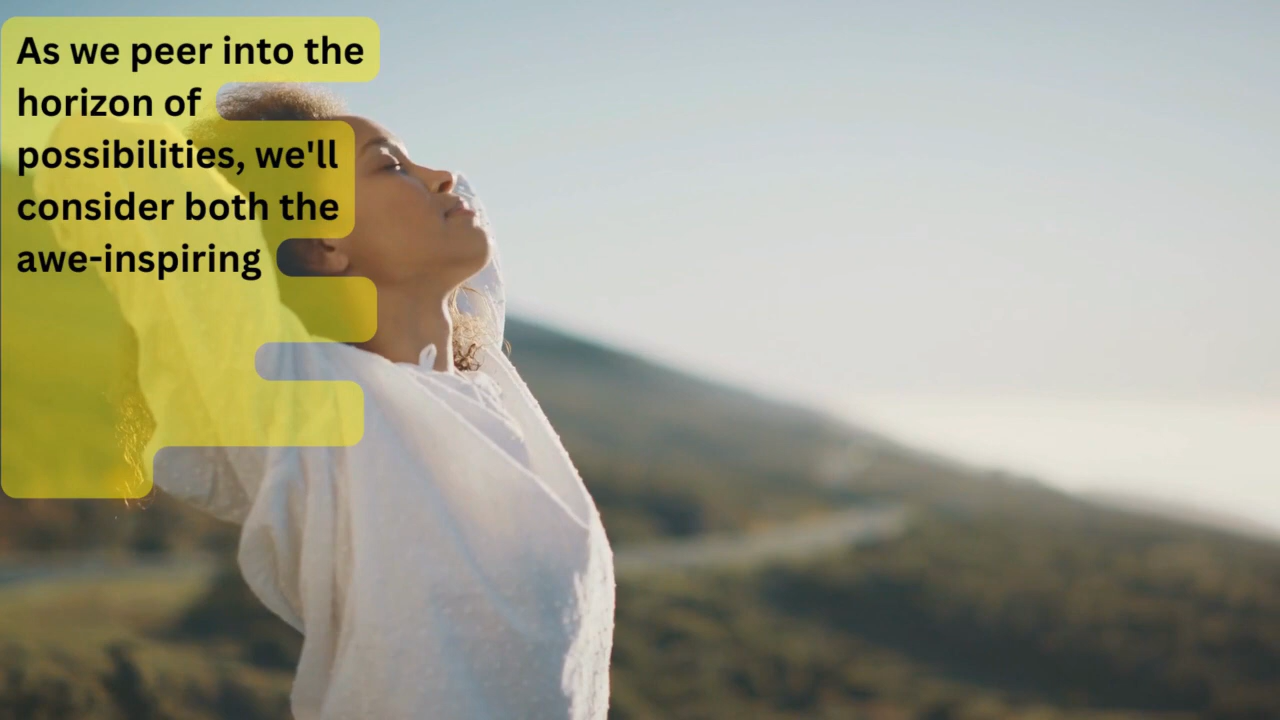 As we peer into the
horizon of
possibilities, we'll
consider both the
awe-inspiring